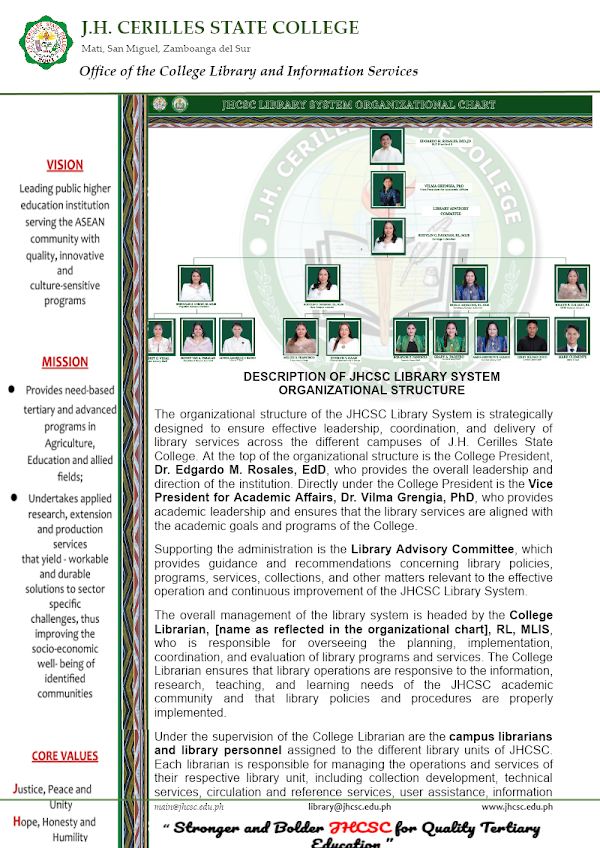 J.H. CERILLES STATE COLLEGE
Mati, San Miguel, Zamboanga del Sur
Office of the College Library and Information Services
VISION
Leading public higher
education institution
serving the ASEAN
community with
quality, innovative
and
culture-sensitive
programs
MISSION
Provides need-based
tertiary and advanced
programs in
Agriculture,
Education and allied
fields;
Undertakes applied
research, extension
and production
services
that yield - workable
and durable
solutions to sector
specific
challenges, thus
improving the
socio-economic
well- being of
identified
communities
CORE VALUES
Justice, Peace and
Unity
Hope, Honesty and
Humility
JHCSC LIBRARY SYSTEM ORGANIZATIONAL CHART
J.H. CERILLES STATE COLLEGE
VILMA GRENGIA, PhD
LIBRARY ADVISORY
COMMITTEE
DESCRIPTION OF JHCSC LIBRARY SYSTEM
ORGANIZATIONAL STRUCTURE
The organizational structure of the JHCSC Library System is strategically
designed to ensure effective leadership, coordination, and delivery of
library services across the different campuses of J.H. Cerilles State
College. At the top of the organizational structure is the College President,
Dr. Edgardo M. Rosales, EdD, who provides the overall leadership and
direction of the institution. Directly under the College President is the Vice
President for Academic Affairs, Dr. Vilma Grengia, PhD, who provides
academic leadership and ensures that the library services are aligned with
the academic goals and programs of the College.
Supporting the administration is the Library Advisory Committee, which
provides guidance and recommendations concerning library policies,
programs, services, collections, and other matters relevant to the effective
operation and continuous improvement of the JHCSC Library System.
The overall management of the library system is headed by the College
Librarian, [name as reflected in the organizational chart], RL, MLIS,
who is responsible for overseeing the planning, implementation,
coordination, and evaluation of library programs and services. The College
Librarian ensures that library operations are responsive to the information,
research, teaching, and learning needs of the JHCSC academic
community and that library policies and procedures are properly
implemented.
Under the supervision of the College Librarian are the campus librarians
and library personnel assigned to the different library units of JHCSC.
Each librarian is responsible for managing the operations and services of
their respective library unit, including collection development, technical
services, circulation and reference services, user assistance, information
main@jhcsc.edu.ph library@jhcsc.edu.ph www.jhcsc.edu.ph
“ Stronger and Bolder JHCSC for Quality Tertiary
Education ”